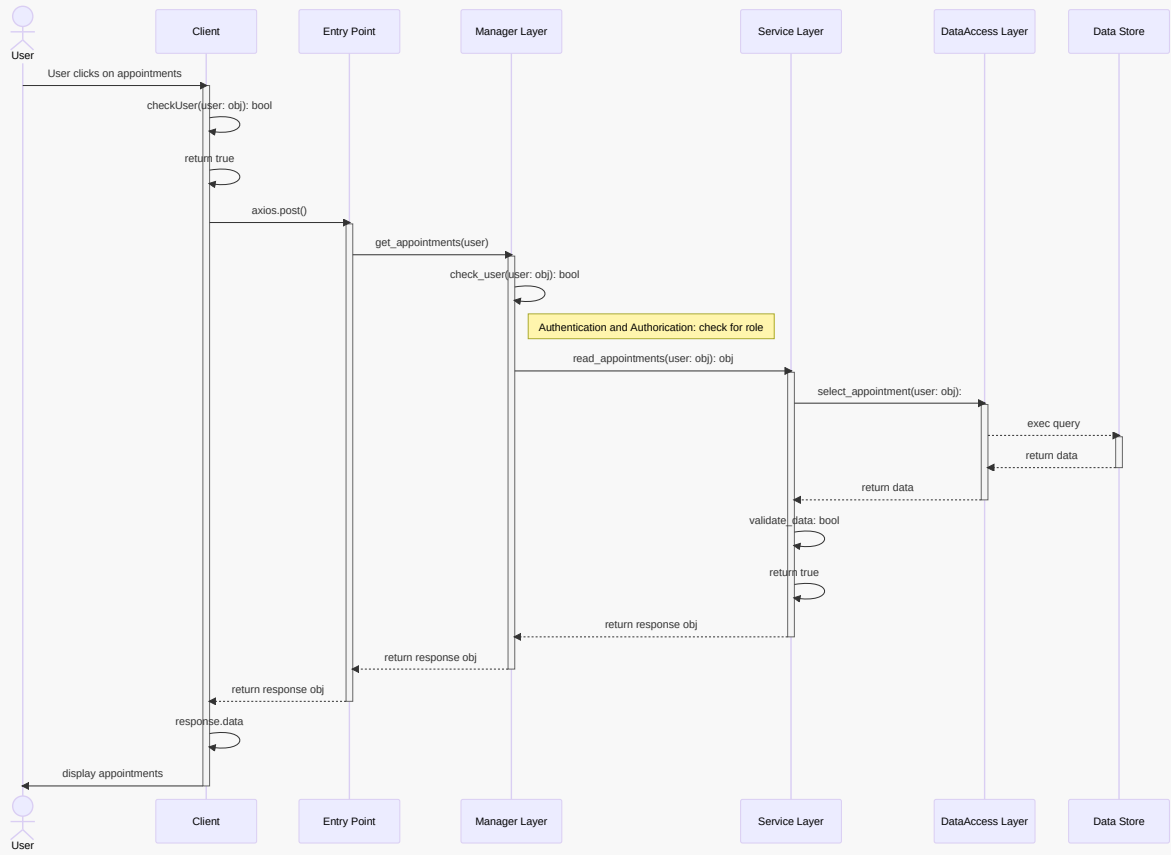 Client
Entry Point
Manager Layer
Service Layer
DataAccess Layer
Data Store
User
User clicks on appointments
checkUser(user: obj): bool
return true
axios.post()
get_appointments(user)
check_user(user: obj): bool
Authentication and Authorication: check for role
read_appointments(user: obj): obj
select_appointment(user: obj):
exec query
return data
return data
validate_data: bool
return true
return response obj
return response obj
return response obj
response.data
display appointments
Client
Entry Point
Manager Layer
Service Layer
DataAccess Layer
Data Store
User